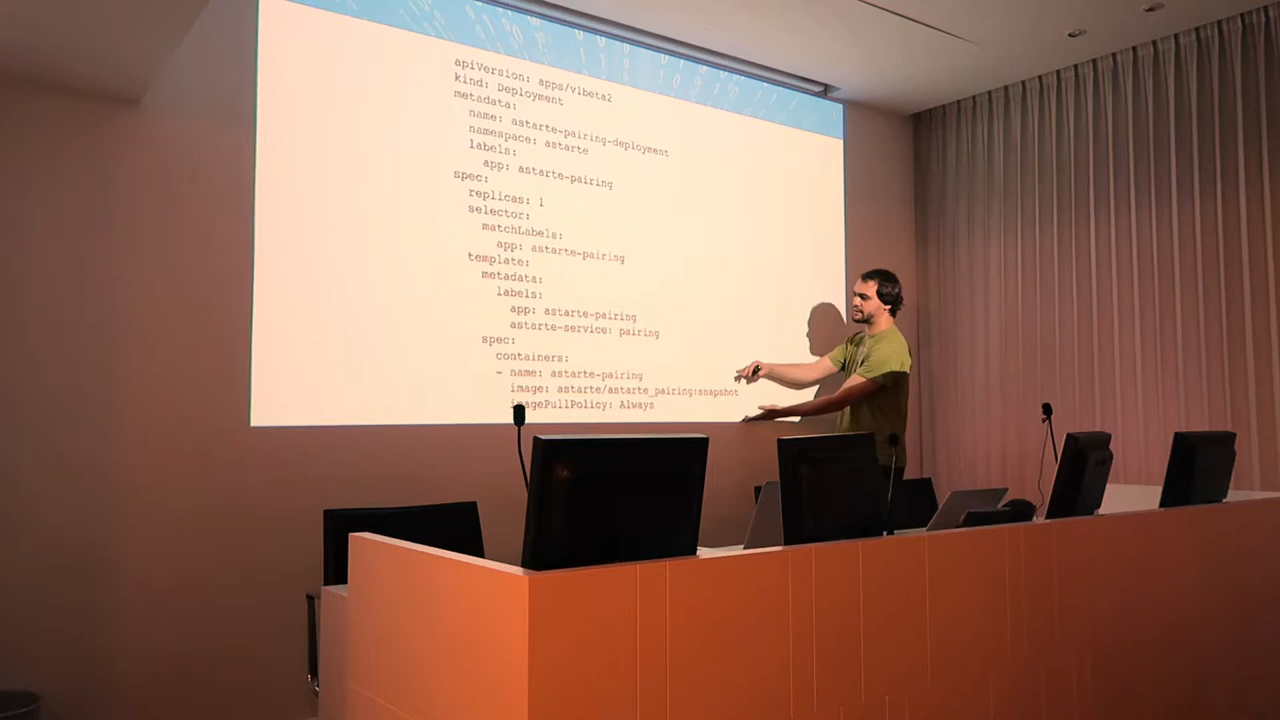 apiVersion: apps/v1beta2
kind: Deployment
metadata:
  name: astarte-pairing-deployment
  namespace: astarte
  labels:
    app: astarte-pairing
spec:
  replicas: 1
  selector:
    matchLabels:
      app: astarte-pairing
  template:
    metadata:
      labels:
        app: astarte-pairing
        astarte-service: pairing
    spec:
      containers:
      - name: astarte-pairing
        image: astarte/astarte_pairing:snapshot
        imagePullPolicy: Always